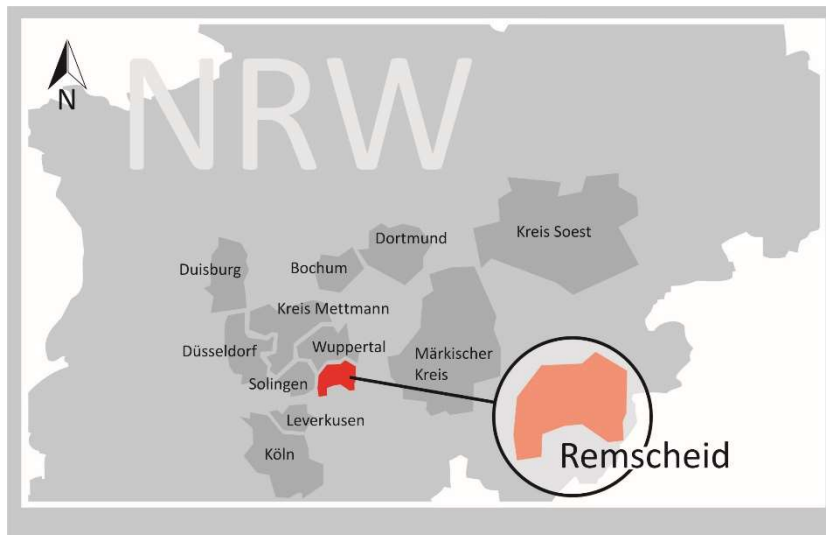 NRW
N
Dortmund
Kreis Soest
Duisburg
Bochum
Kreis Mettmann
Düsseldorf
Wuppertal
Märkischer
Kreis
Solingen
Leverkusen
Köln
Remscheid